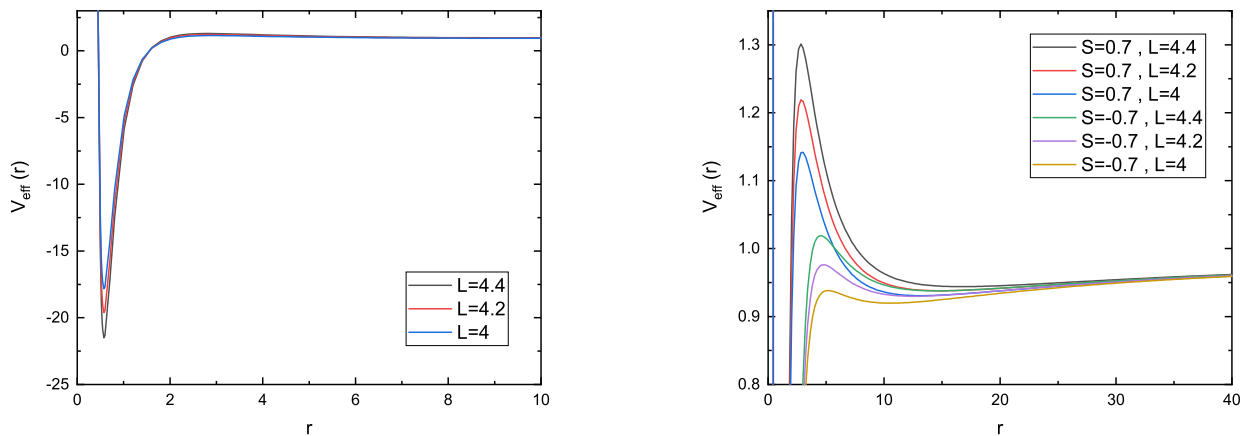 0
-5
-10
-15
-20
-25
0
2
4
6
8
10
V_eff (r)
r
L=4.4
L=4.2
L=4
1.3
1.2
1.1
1.0
0.9
0.8
0
10
20
30
40
V_eff (r)
r
S=0.7 , L=4.4
S=0.7 , L=4.2
S=0.7 , L=4
S=-0.7 , L=4.4
S=-0.7 , L=4.2
S=-0.7 , L=4